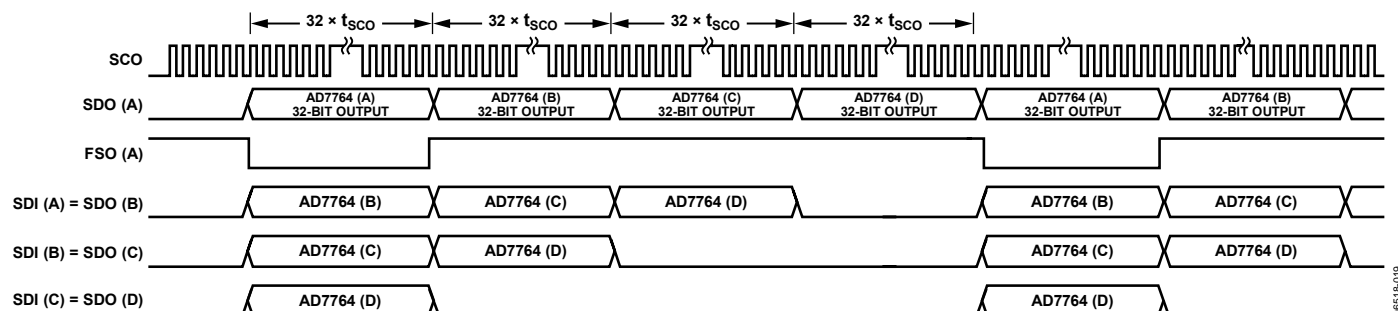 32 × tSCO 32 × tSCO 32 × tSCO 32 × tSCO
SCO
SDO (A) AD7764 (A) 32-BIT OUTPUT AD7764 (B) 32-BIT OUTPUT AD7764 (C) 32-BIT OUTPUT AD7764 (D) 32-BIT OUTPUT AD7764 (A) 32-BIT OUTPUT AD7764 (B) 32-BIT OUTPUT
FSO (A)
SDI (A) = SDO (B) AD7764 (B) AD7764 (C) AD7764 (D) AD7764 (B) AD7764 (C)
SDI (B) = SDO (C) AD7764 (C) AD7764 (D) AD7764 (C) AD7764 (D)
SDI (C) = SDO (D) AD7764 (D) AD7764 (D)
6518-019